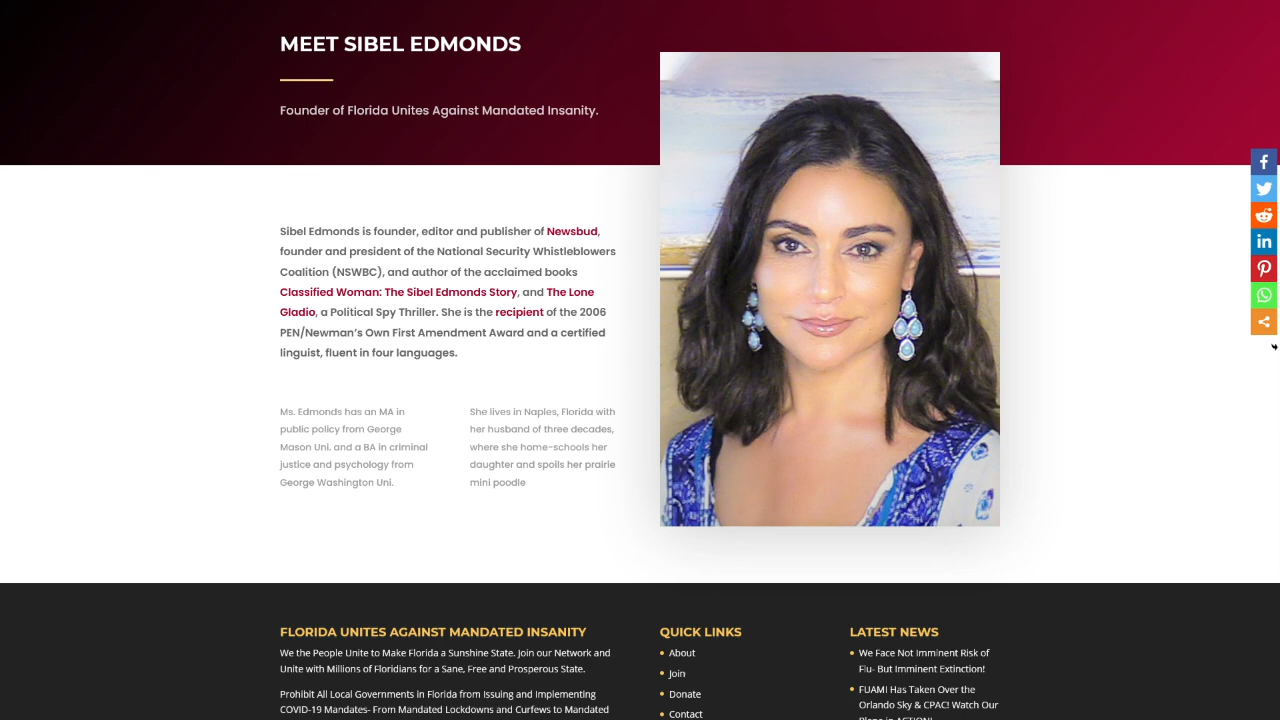 MEET SIBEL EDMONDS
Founder of Florida Unites Against Mandated Insanity.
Sibel Edmonds is founder, editor and publisher of Newsbud,
founder and president of the National Security Whistleblowers
Coalition (NSWBC), and author of the acclaimed books
Classified Woman: The Sibel Edmonds Story, and The Lone
Gladio, a Political Spy Thriller. She is the recipient of the 2006
PEN/Newman's Own First Amendment Award and a certified
linguist, fluent in four languages.
Ms. Edmonds has an MA in
public policy from George
Mason Uni. and a BA in criminal
justice and psychology from
George Washington Uni.
She lives in Naples, Florida with
her husband of three decades,
where she home-schools her
daughter and spoils her prairie
mini poodle
FLORIDA UNITES AGAINST MANDATED INSANITY
We the People Unite to Make Florida a Sunshine State. Join our Network and
Unite with Millions of Floridians for a Sane, Free and Prosperous State.
Prohibit All Local Governments in Florida from Issuing and Implementing
COVID-19 Mandates- From Mandated Lockdowns and Curfews to Mandated
QUICK LINKS
About
Join
Donate
Contact
LATEST NEWS
We Face Not Imminent Risk of
Flu- But Imminent Extinction!
FUAMI Has Taken Over the
Orlando Sky & CPAC! Watch Our